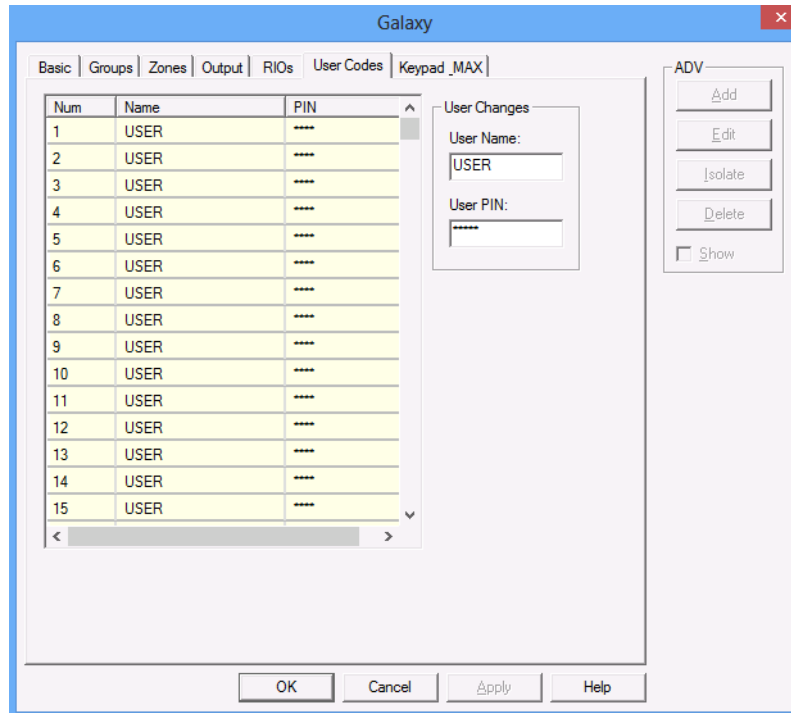 Galaxy
Basic Groups Zones Output RIOs User Codes Keypad _MAX
ADV
Add
Edit
Isolate
Delete
Show
Num Name PIN
1 USER ****
2 USER ****
3 USER ****
4 USER ****
5 USER ****
6 USER ****
7 USER ****
8 USER ****
9 USER ****
10 USER ****
11 USER ****
12 USER ****
13 USER ****
14 USER ****
15 USER ****
User Changes
User Name:
USER
User PIN:
*****
OK Cancel Apply Help